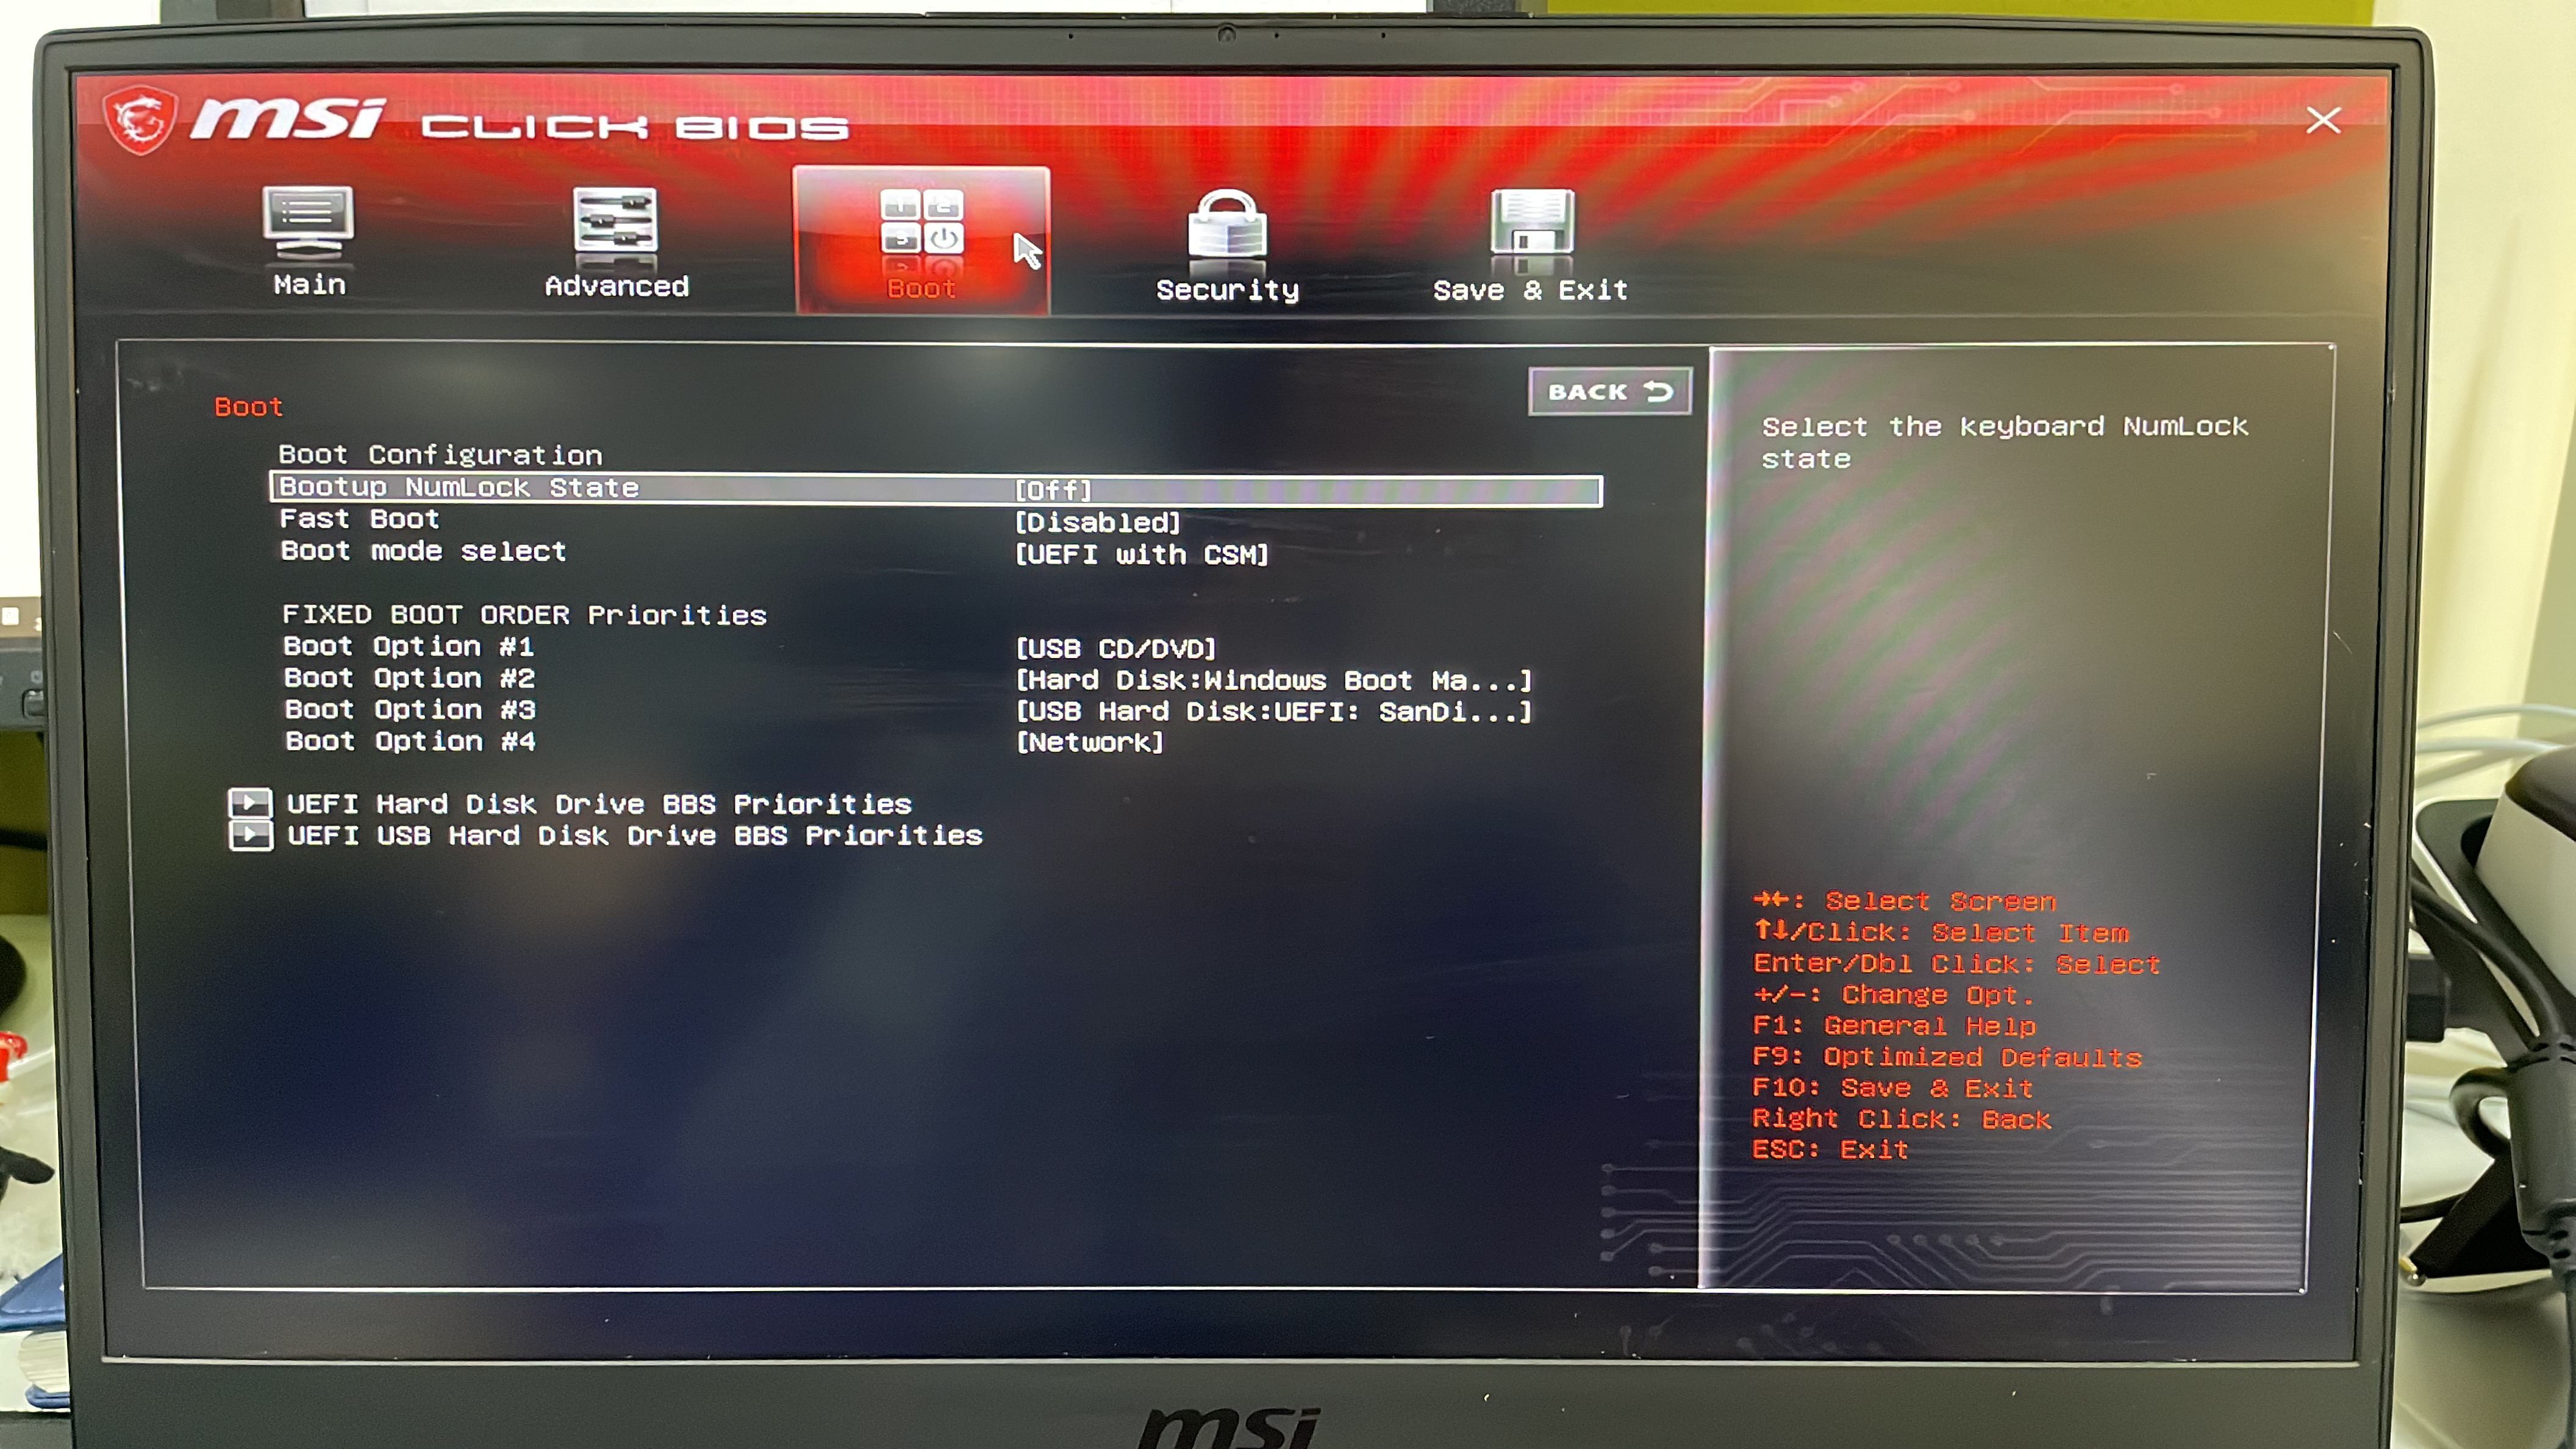 msi CLICK BIOS
Main
Advanced
Boot
Security
Save & Exit
BACK
Boot
Boot Configuration
Bootup NumLock State [Off]
Fast Boot [Disabled]
Boot mode select [UEFI with CSM]
FIXED BOOT ORDER Priorities
Boot Option #1 [USB CD/DVD]
Boot Option #2 [Hard Disk:Windows Boot Ma...]
Boot Option #3 [USB Hard Disk:UEFI: SanDi...]
Boot Option #4 [Network]
UEFI Hard Disk Drive BBS Priorities
UEFI USB Hard Disk Drive BBS Priorities
Select the keyboard NumLock
state
→←: Select Screen
↑↓/Click: Select Item
Enter/Dbl Click: Select
+/-: Change Opt.
F1: General Help
F9: Optimized Defaults
F10: Save & Exit
Right Click: Back
ESC: Exit
msi